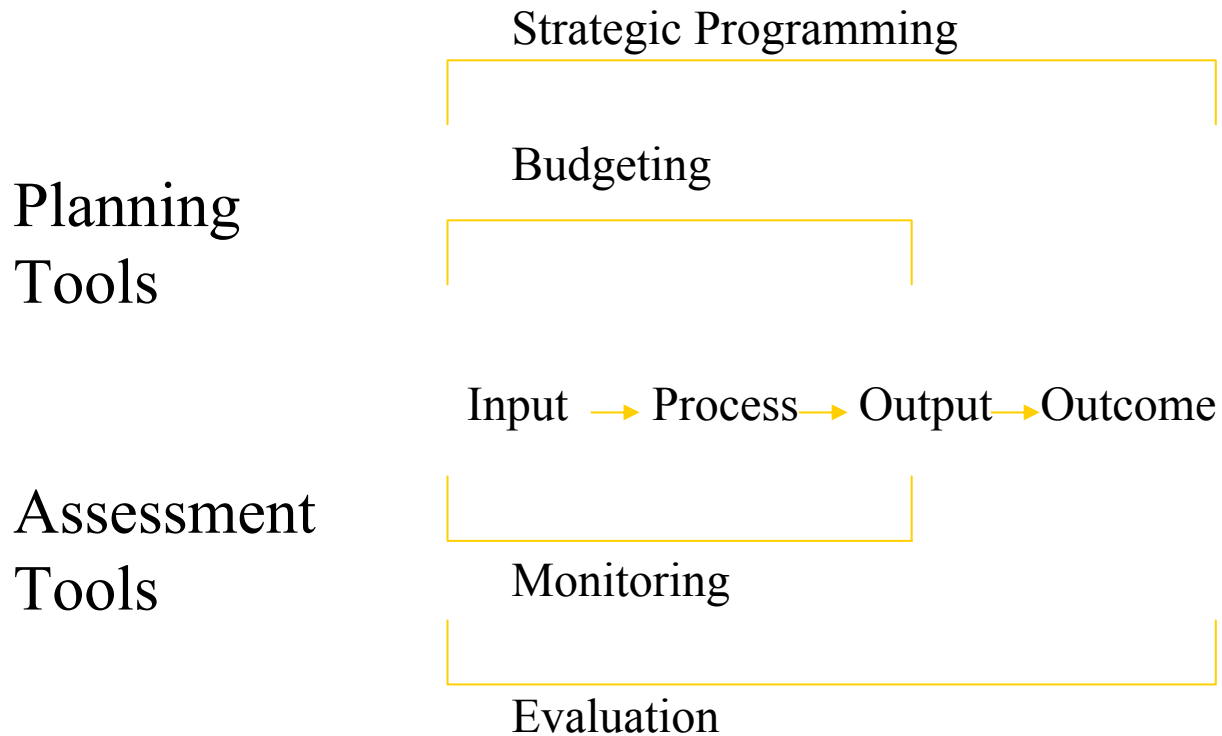 Strategic Programming
Budgeting
Planning
Tools
Input Process Output Outcome
Assessment
Tools
Monitoring
Evaluation